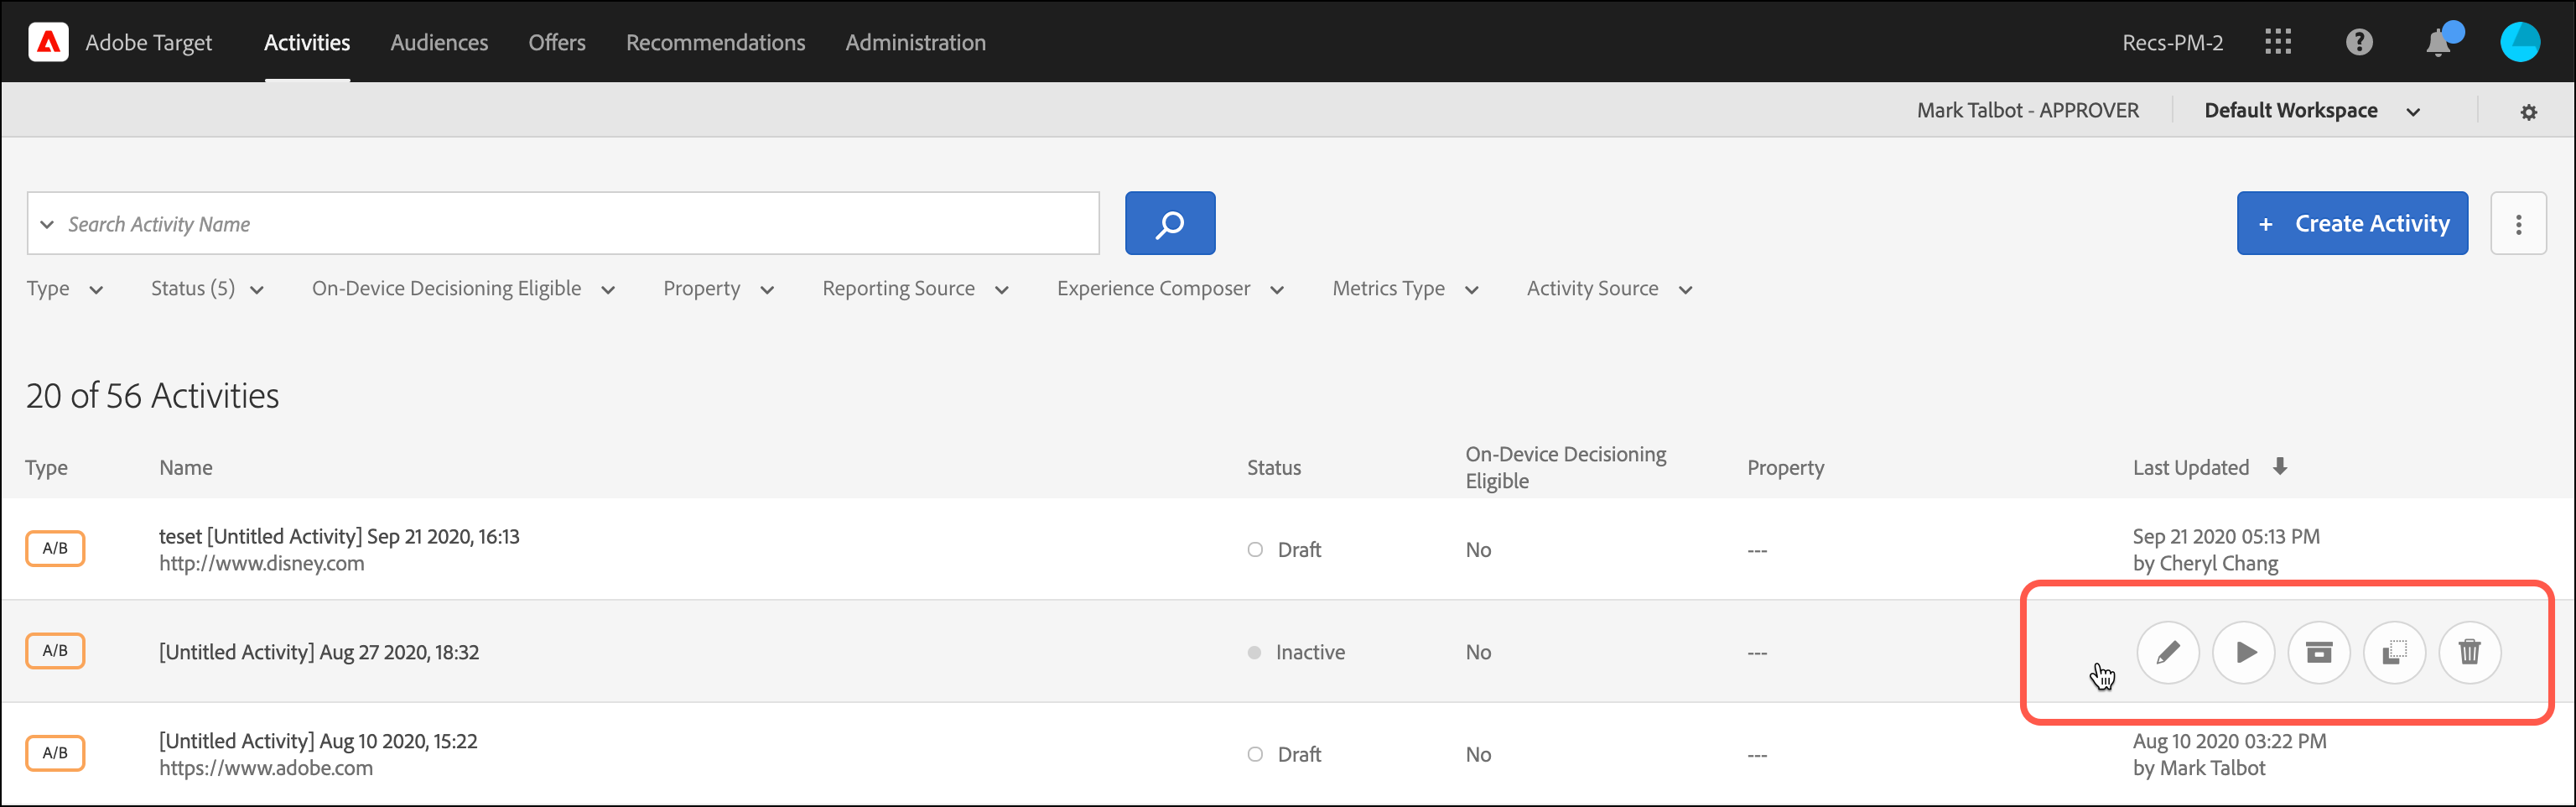 Adobe Target Activities Audiences Offers Recommendations Administration Recs-PM-2
Mark Talbot - APPROVER Default Workspace
Search Activity Name + Create Activity
Type Status (5) On-Device Decisioning Eligible Property Reporting Source Experience Composer Metrics Type Activity Source
20 of 56 Activities
Type Name Status On-Device Decisioning Eligible Property Last Updated
A/B teset [Untitled Activity] Sep 21 2020, 16:13 Draft No --- Sep 21 2020 05:13 PM
http://www.disney.com by Cheryl Chang
A/B [Untitled Activity] Aug 27 2020, 18:32 Inactive No ---
A/B [Untitled Activity] Aug 10 2020, 15:22 Draft No --- Aug 10 2020 03:22 PM
https://www.adobe.com by Mark Talbot